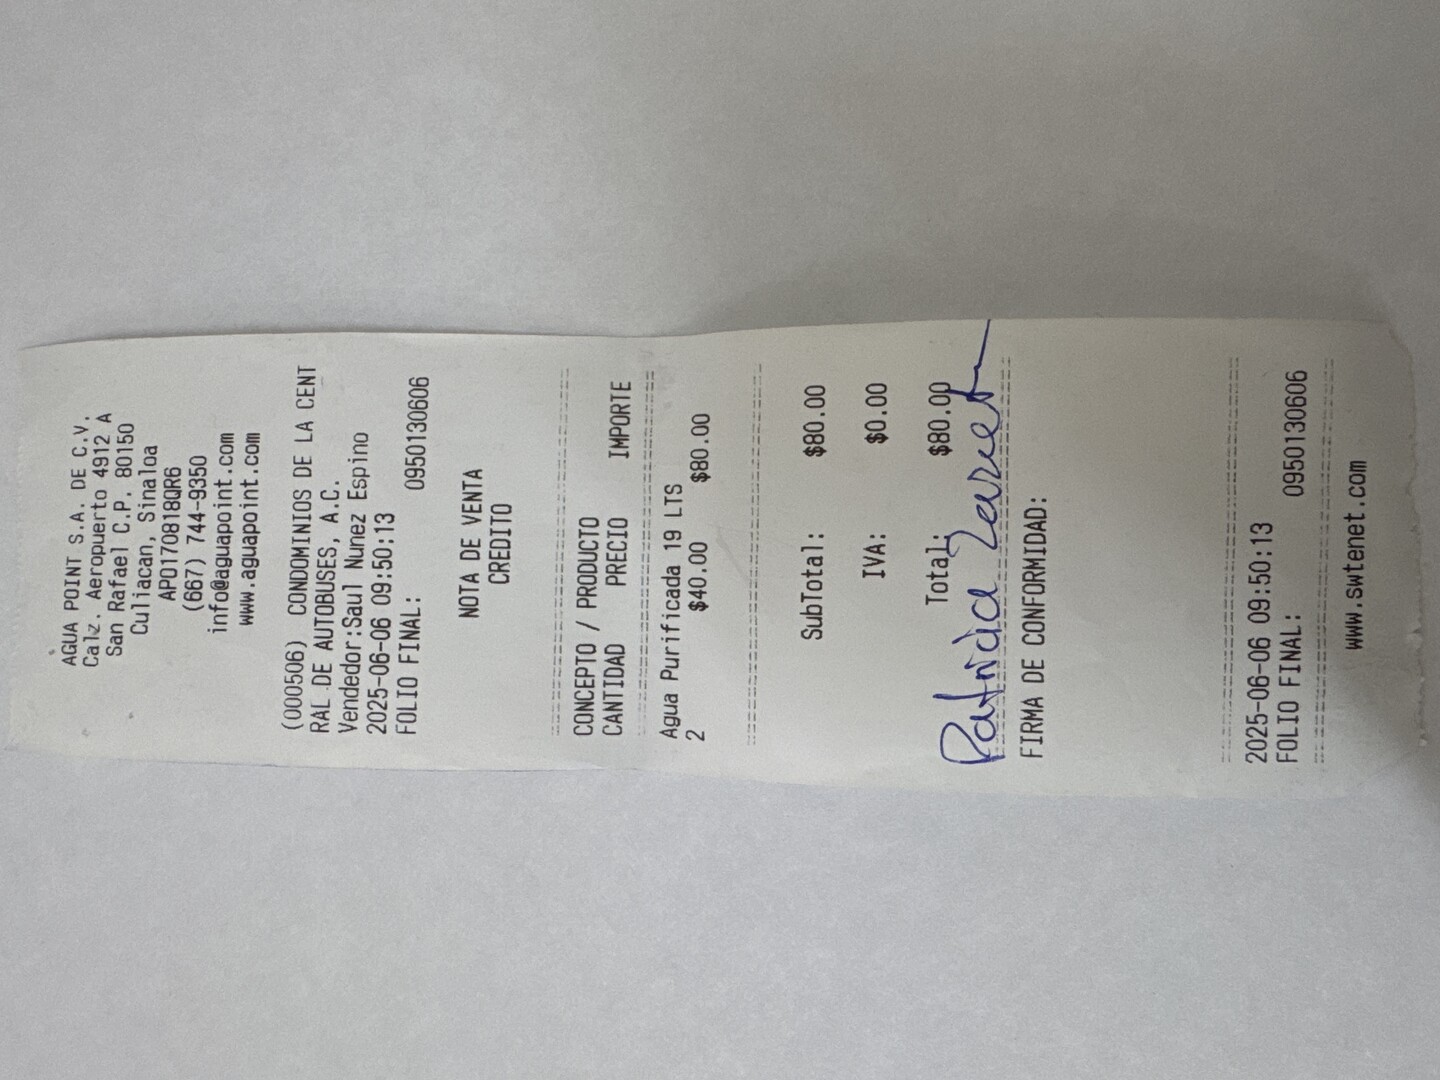 AGUA POINT S.A. DE C.V.
Calz. Aeropuerto 4912 A
San Rafael C.P. 80150
Culiacan, Sinaloa
APO170818QR6
(667) 744-9350
info@aguapoint.com
www.aguapoint.com
(000506) CONDOMINIOS DE LA CENT
RAL DE AUTOBUSES, A.C.
Vendedor:Saul Nunez Espino
2025-06-06 09:50:13
FOLIO FINAL: 0950130606
NOTA DE VENTA
CREDITO
CONCEPTO / PRODUCTO
CANTIDAD PRECIO IMPORTE
Agua Purificada 19 LTS
2 $40.00 $80.00
SubTotal: $80.00
IVA: $0.00
Total: $80.00
Patricia
FIRMA DE CONFORMIDAD:
2025-06-06 09:50:13
FOLIO FINAL: 0950130606
www.swtenet.com